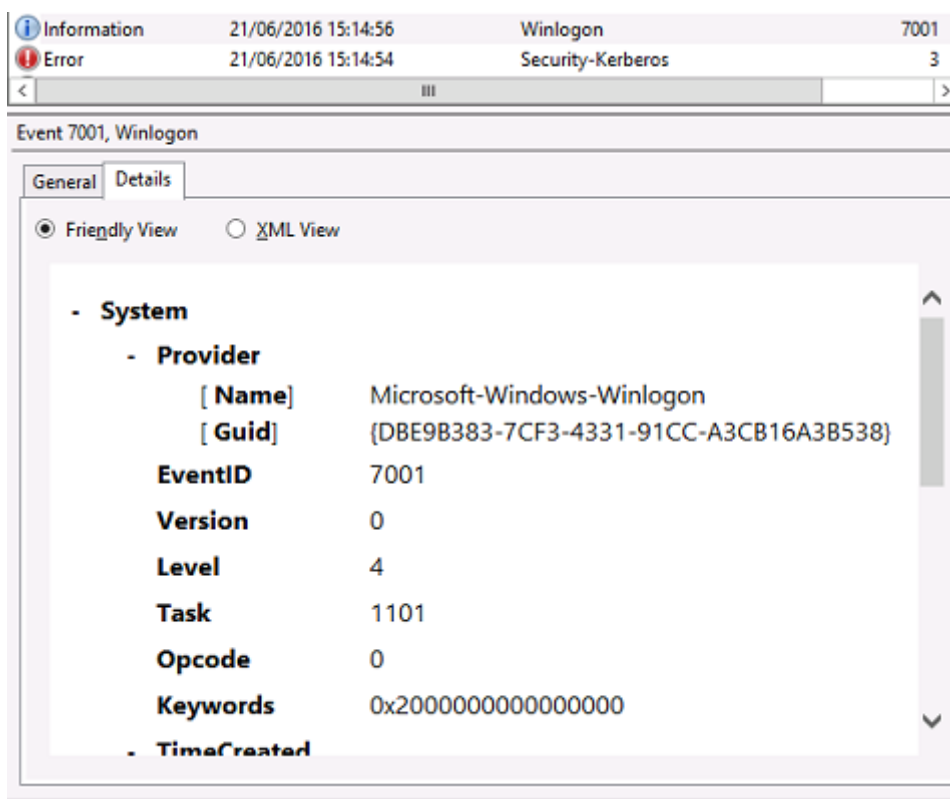 Information 21/06/2016 15:14:56 Winlogon 7001
Error 21/06/2016 15:14:54 Security-Kerberos 3
Event 7001, Winlogon
General Details
Friendly View XML View
- System
- Provider
[ Name] Microsoft-Windows-Winlogon
[ Guid] {DBE9B383-7CF3-4331-91CC-A3CB16A3B538}
EventID 7001
Version 0
Level 4
Task 1101
Opcode 0
Keywords 0x2000000000000000
- TimeCreated